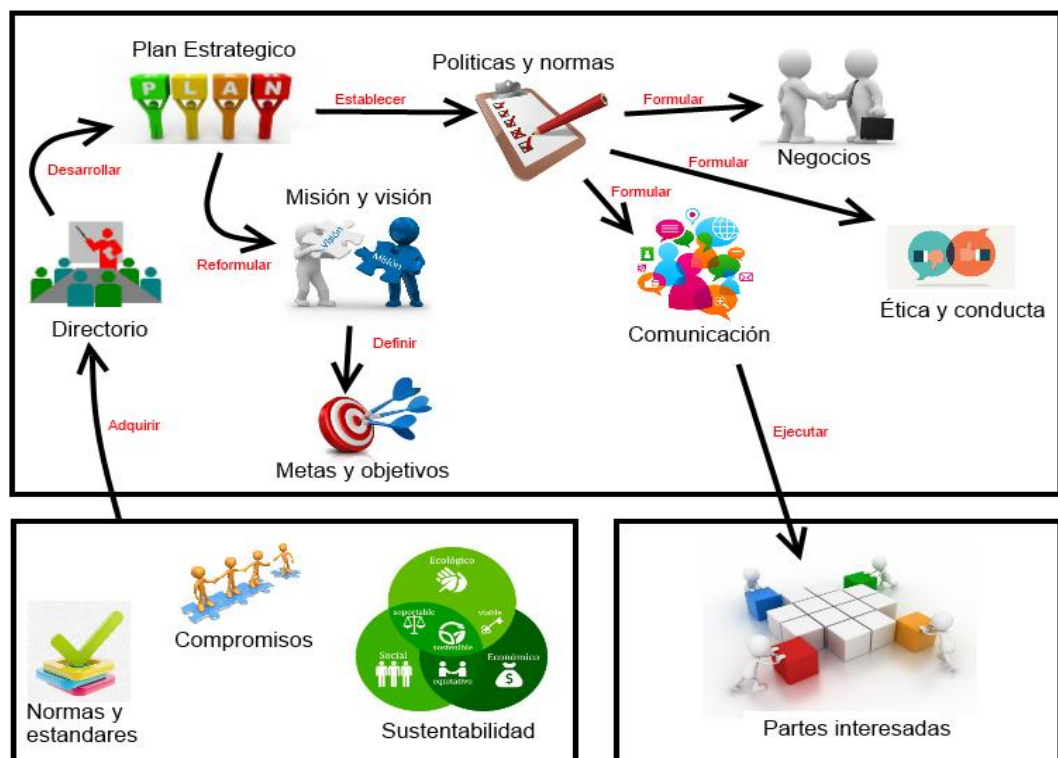 Plan Estrategico
P L A N
Establecer
Politicas y normas
Formular
Negocios
Desarrollar
Formular
Formular
Misión y visión
Visión
Misión
Reformular
Directorio
Comunicación
Ética y conducta
Definir
Adquirir
Ejecutar
Metas y objetivos
Ecológico
soportable
viable
Compromisos
sostenible
Social
Económico
$
equitativo
Normas y
estandares
Sustentabilidad
Partes interesadas